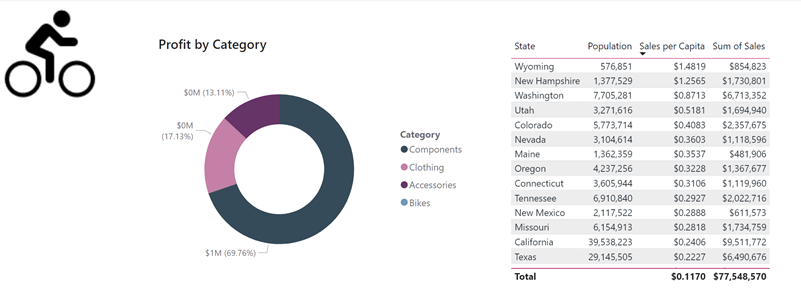 Profit by Category
$0M (13.11%)
$0M
(17.13%)
$1M (69.76%)
Category
Components
Clothing
Accessories
Bikes
State Population Sales per Capita Sum of Sales
Wyoming 576,851 $1.4819 $854,823
New Hampshire 1,377,529 $1.2565 $1,730,801
Washington 7,705,281 $0.8713 $6,713,352
Utah 3,271,616 $0.5181 $1,694,940
Colorado 5,773,714 $0.4083 $2,357,675
Nevada 3,104,614 $0.3603 $1,118,596
Maine 1,362,359 $0.3537 $481,906
Oregon 4,237,256 $0.3228 $1,367,677
Connecticut 3,605,944 $0.3106 $1,119,960
Tennessee 6,910,840 $0.2927 $2,022,716
New Mexico 2,117,522 $0.2888 $611,573
Missouri 6,154,913 $0.2818 $1,734,759
California 39,538,223 $0.2406 $9,511,772
Texas 29,145,505 $0.2227 $6,490,676
Total $0.1170 $77,548,570